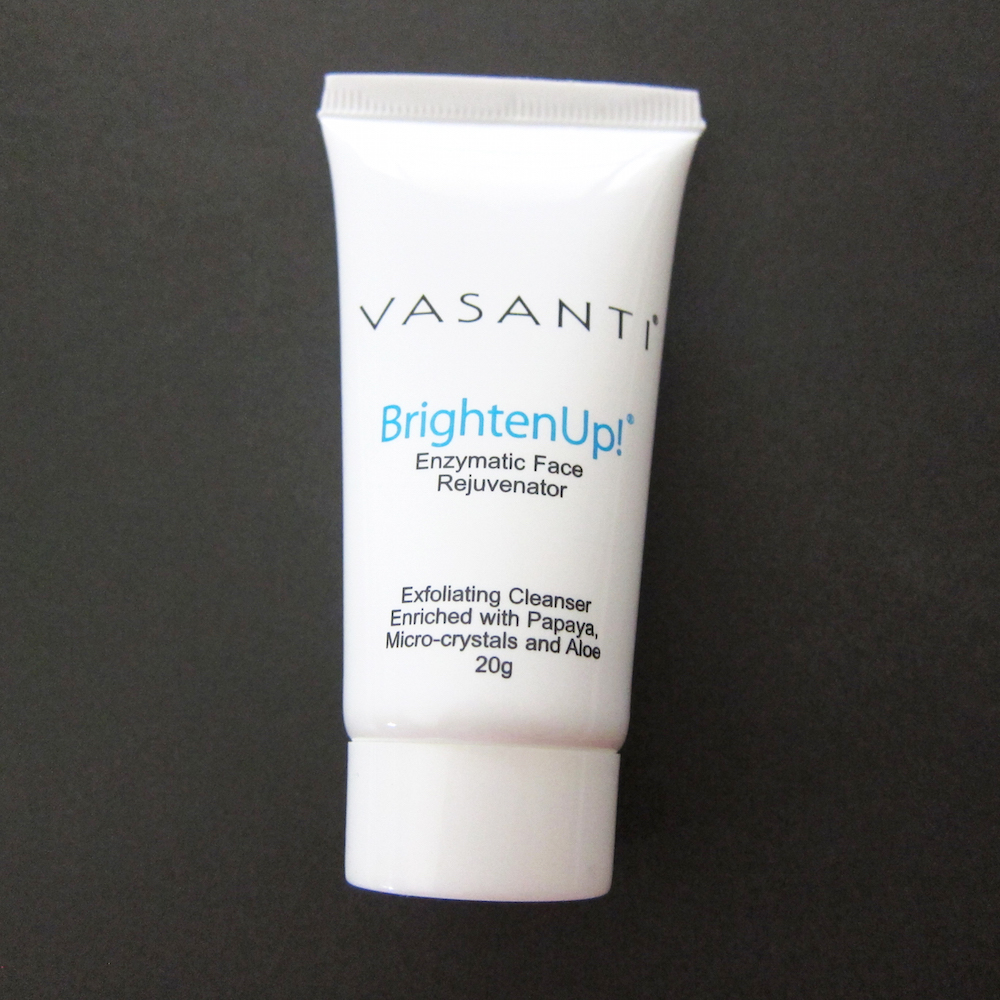 VASANTI®
BrightenUp!®
Enzymatic Face
Rejuvenator
Exfoliating Cleanser
Enriched with Papaya,
Micro-crystals and Aloe
20g